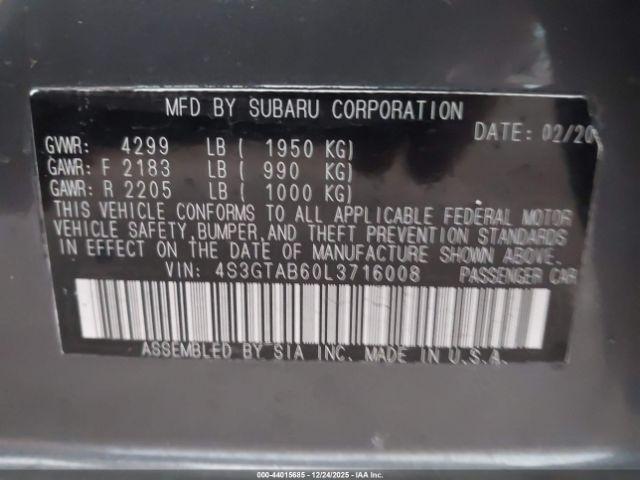 MFD BY SUBARU CORPORATION
DATE: 02/20
GVWR: 4299 LB ( 1950 KG)
GAWR: F 2183 LB ( 990 KG)
GAWR: R 2205 LB ( 1000 KG)
THIS VEHICLE CONFORMS TO ALL APPLICABLE FEDERAL MOTOR
VEHICLE SAFETY, BUMPER, AND THEFT PREVENTION STANDARDS
IN EFFECT ON THE DATE OF MANUFACTURE SHOWN ABOVE.
VIN: 4S3GTAB60L3716008 PASSENGER CAR
ASSEMBLED BY SIA INC. MADE IN U.S.A.
000-44015685 - 12/24/2025 - IAA Inc.